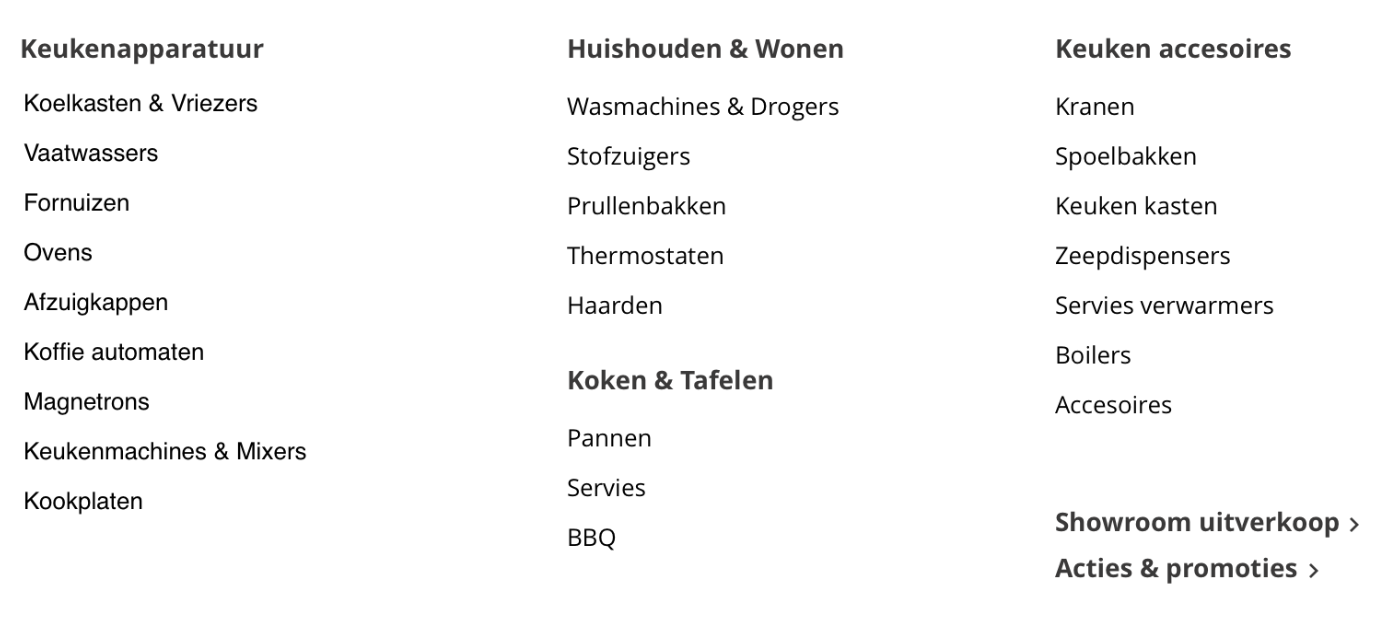 Keukenapparatuur
Koelkasten & Vriezers
Vaatwassers
Fornuizen
Ovens
Afzuigkappen
Koffie automaten
Magnetrons
Keukenmachines & Mixers
Kookplaten
Huishouden & Wonen
Wasmachines & Drogers
Stofzuigers
Prullenbakken
Thermostaten
Haarden
Koken & Tafelen
Pannen
Servies
BBQ
Keuken accesoires
Kranen
Spoelbakken
Keuken kasten
Zeepdispensers
Servies verwarmers
Boilers
Accesoires
Showroom uitverkoop >
Acties & promoties >